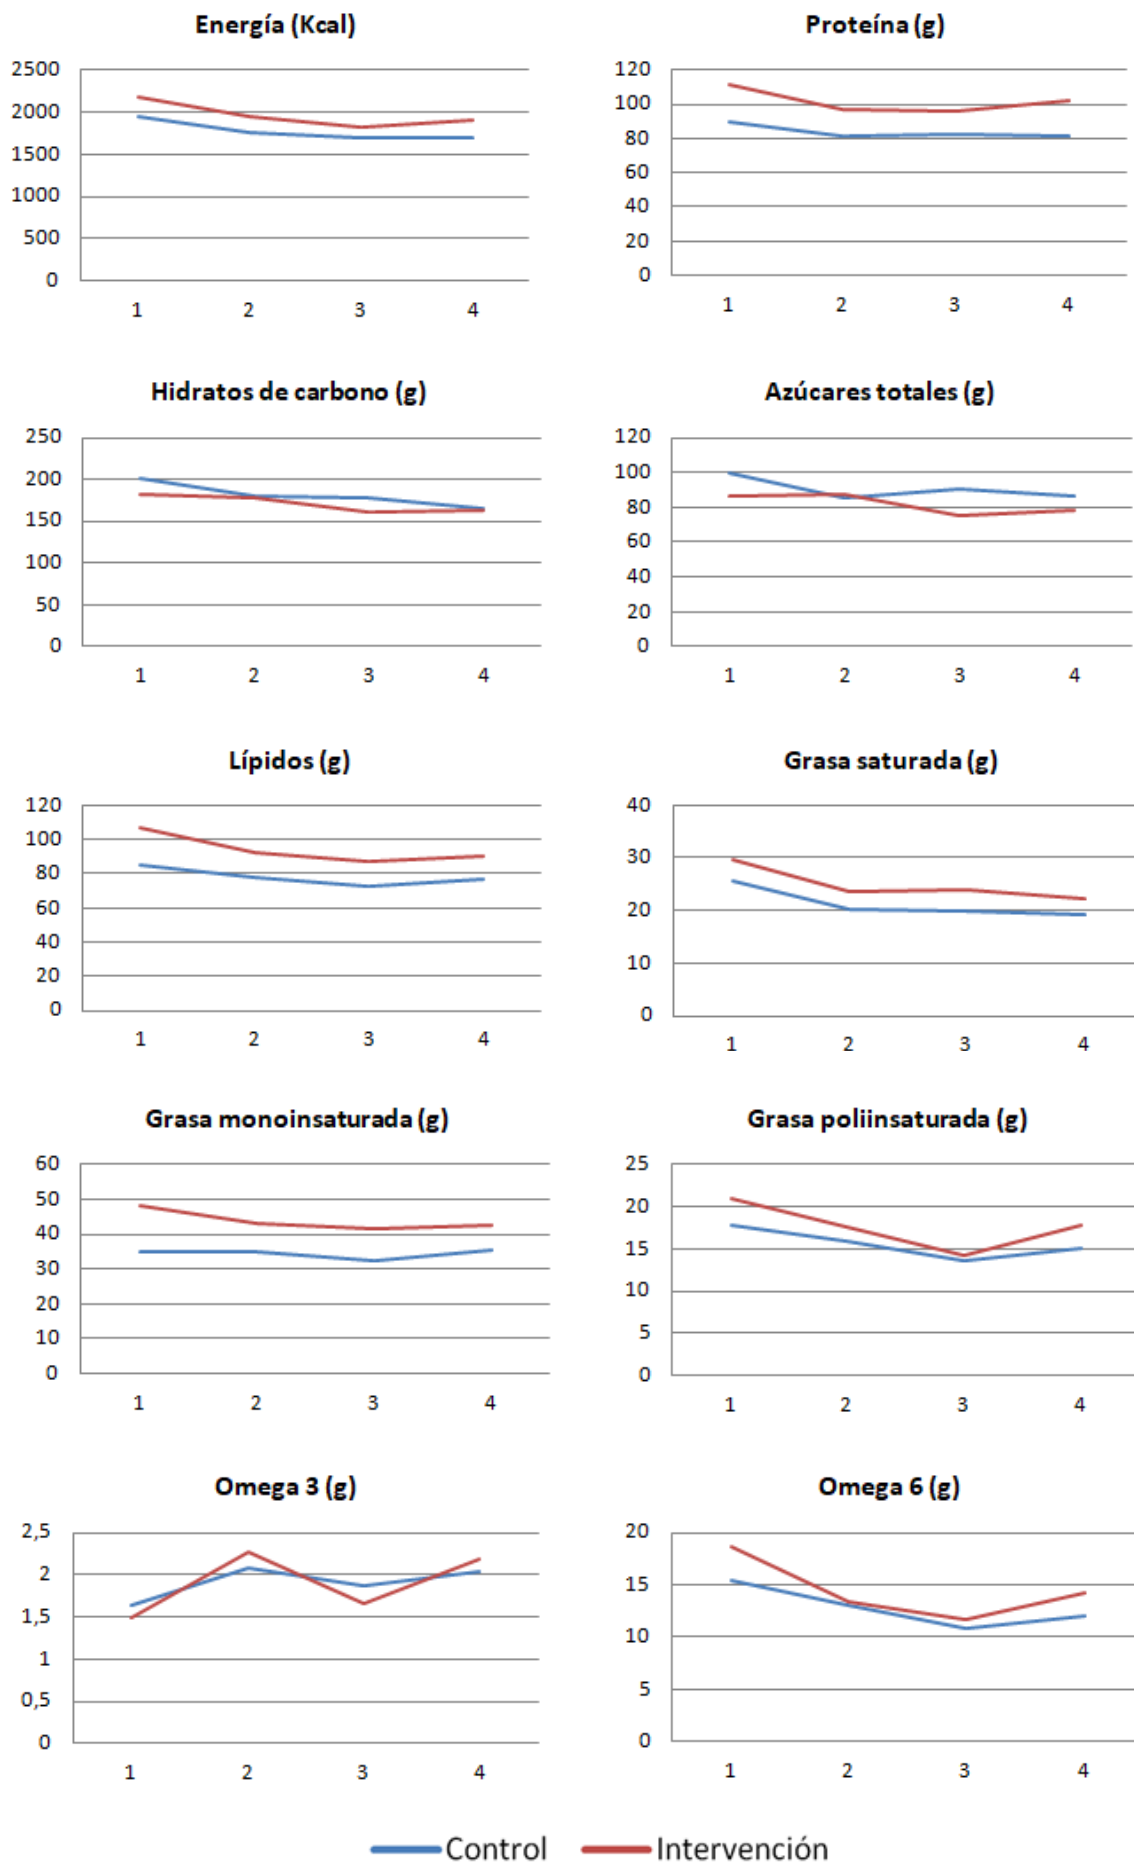 Energía (Kcal)
2500
2000
1500
1000
500
0
1 2 3 4
Proteína (g)
120
100
80
60
40
20
0
1 2 3 4
Hidratos de carbono (g)
250
200
150
100
50
0
1 2 3 4
Azúcares totales (g)
120
100
80
60
40
20
0
1 2 3 4
Lípidos (g)
120
100
80
60
40
20
0
1 2 3 4
Grasa saturada (g)
40
30
20
10
0
1 2 3 4
Grasa monoinsaturada (g)
60
50
40
30
20
10
0
1 2 3 4
Grasa poliinsaturada (g)
25
20
15
10
5
0
1 2 3 4
Omega 3 (g)
2,5
2
1,5
1
0,5
0
1 2 3 4
Omega 6 (g)
20
15
10
5
0
1 2 3 4
Control Intervención